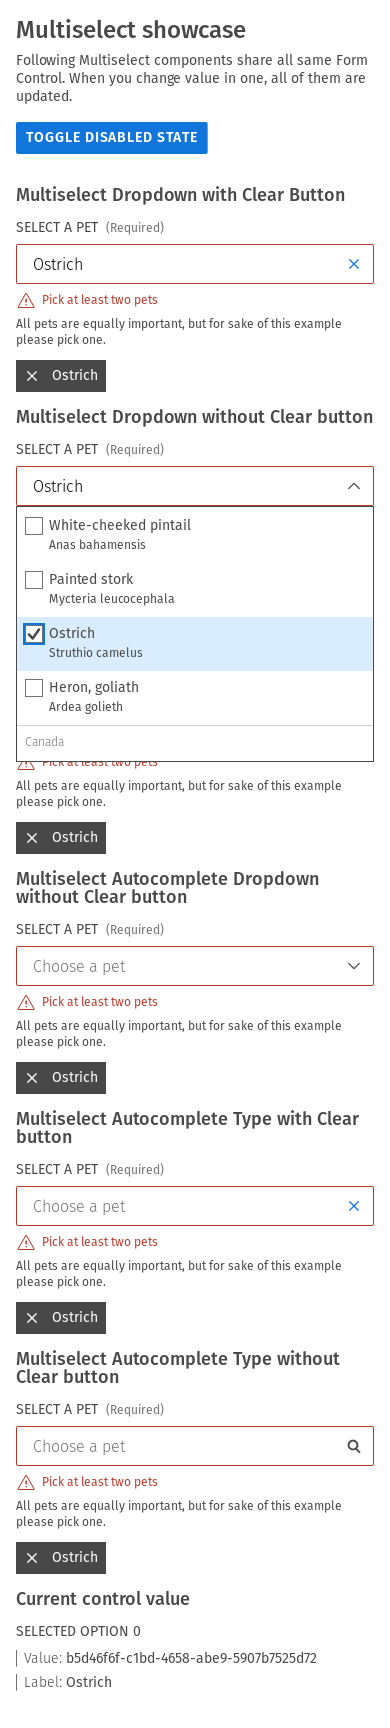 Multiselect showcase
Following Multiselect components share all same Form
Control. When you change value in one, all of them are
updated.
TOGGLE DISABLED STATE
Multiselect Dropdown with Clear Button
SELECT A PET (Required)
Ostrich
Pick at least two pets
All pets are equally important, but for sake of this example
please pick one.
Ostrich
Multiselect Dropdown without Clear button
SELECT A PET (Required)
Ostrich
White-cheeked pintail
Anas bahamensis
Painted stork
Mycteria leucocephala
Ostrich
Struthio camelus
Heron, goliath
Ardea golieth
Canada
Pick at least two pets
All pets are equally important, but for sake of this example
please pick one.
Ostrich
Multiselect Autocomplete Dropdown
without Clear button
SELECT A PET (Required)
Choose a pet
Pick at least two pets
All pets are equally important, but for sake of this example
please pick one.
Ostrich
Multiselect Autocomplete Type with Clear
button
SELECT A PET (Required)
Choose a pet
Pick at least two pets
All pets are equally important, but for sake of this example
please pick one.
Ostrich
Multiselect Autocomplete Type without
Clear button
SELECT A PET (Required)
Choose a pet
Pick at least two pets
All pets are equally important, but for sake of this example
please pick one.
Ostrich
Current control value
SELECTED OPTION 0
Value: b5d46f6f-c1bd-4658-abe9-5907b7525d72
Label: Ostrich